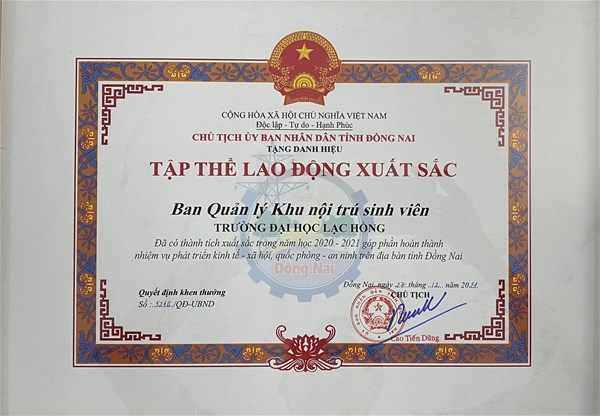 CỘNG HÒA XÃ HỘI CHỦ NGHĨA VIỆT NAM
Độc lập - Tự do - Hạnh Phúc
CHỦ TỊCH ỦY BAN NHÂN DÂN TỈNH ĐỒNG NAI
TẶNG DANH HIỆU
TẬP THỂ LAO ĐỘNG XUẤT SẮC
Ban Quản lý Khu nội trú sinh viên
TRƯỜNG ĐẠI HỌC LẠC HỒNG
Đã có thành tích xuất sắc trong năm học 2020 - 2021 góp phần hoàn thành
nhiệm vụ phát triển kinh tế - xã hội, quốc phòng - an ninh trên địa bàn tỉnh Đồng Nai
Đồng Nai
Đồng Nai, ngày tháng 12 năm 2021
Quyết định khen thưởng
Số: /QĐ-UBND
CHỦ TỊCH
Cao Tiến Dũng